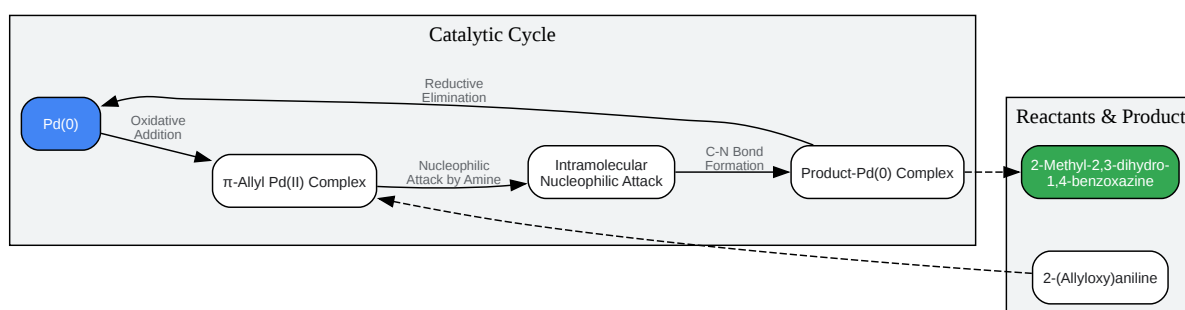 Catalytic Cycle
Reductive
Elimination
Pd(0)
Oxidative
Addition
π-Allyl Pd(II) Complex
Nucleophilic
Attack by Amine
Intramolecular
Nucleophilic Attack
C-N Bond
Formation
Product-Pd(0) Complex
Reactants & Product
2-Methyl-2,3-dihydro-
1,4-benzoxazine
2-(Allyloxy)aniline